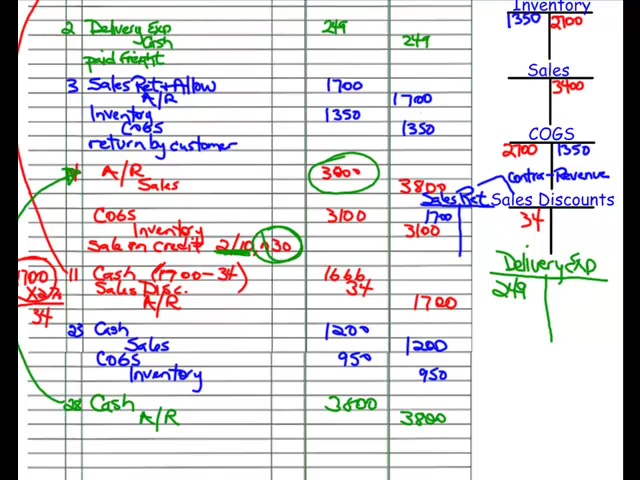 2 Delivery Exp 249
Cash 249
paid freight
3 Sales Ret + Allow 1700
A/R 1700
Inventory 1350
COGS 1350
return by customer
A/R 3800
Sales 3800
COGS 3100
Inventory 3100
Sale on credit 2/10, n 30
11 Cash (1700-34) 1666
Sales Disc. 34
A/R 1700
23 Cash 1200
Sales 1200
COGS 950
Inventory 950
28 Cash 3800
A/R 3800
1700
X2%
34
Inventory
1350 2700
Sales
3400
COGS
2700 1350
Contra-Revenue
Sales Ret
1700
Sales Discounts
34
Delivery Exp
249